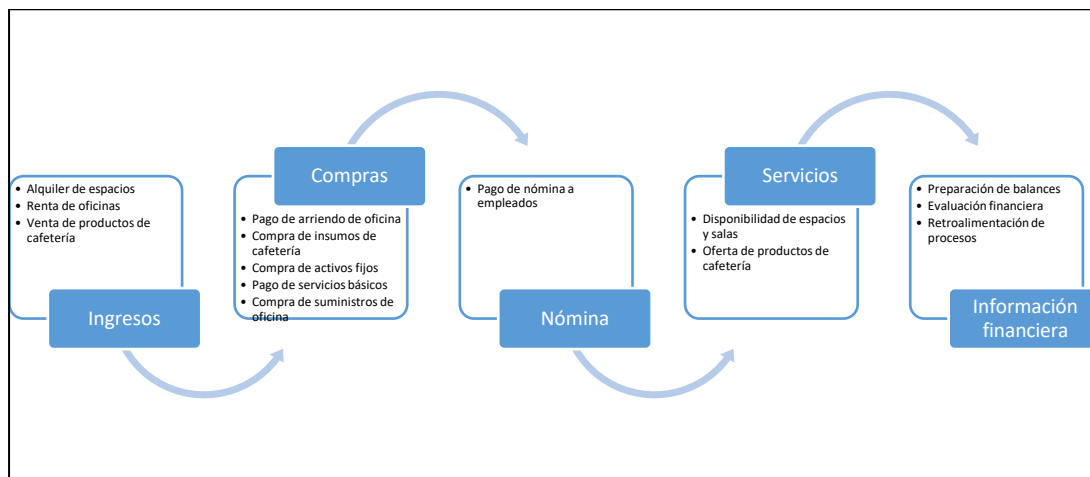 • Alquiler de espacios
• Renta de oficinas
• Venta de productos de
cafetería
Ingresos
Compras
• Pago de arriendo de oficina
• Compra de insumos de
cafetería
• Compra de activos fijos
• Pago de servicios básicos
• Compra de suministros de
oficina
• Pago de nómina a
empleados
Nómina
Servicios
• Disponibilidad de espacios
y salas
• Oferta de productos de
cafetería
• Preparación de balances
• Evaluación financiera
• Retroalimentación de
procesos
Información
financiera